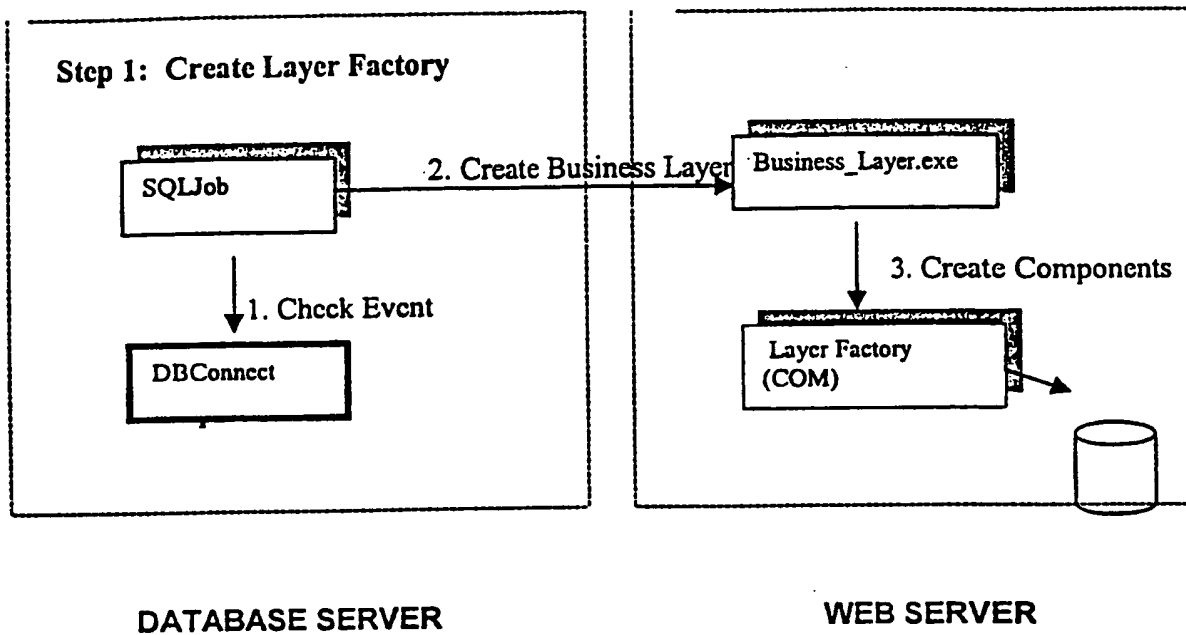 Step 1: Create Layer Factory
SQLJob
2. Create Business Layer
Business_Layer.exe
1. Check Event
3. Create Components
DBConnect
Layer Factory
(COM)
DATABASE SERVER
WEB SERVER